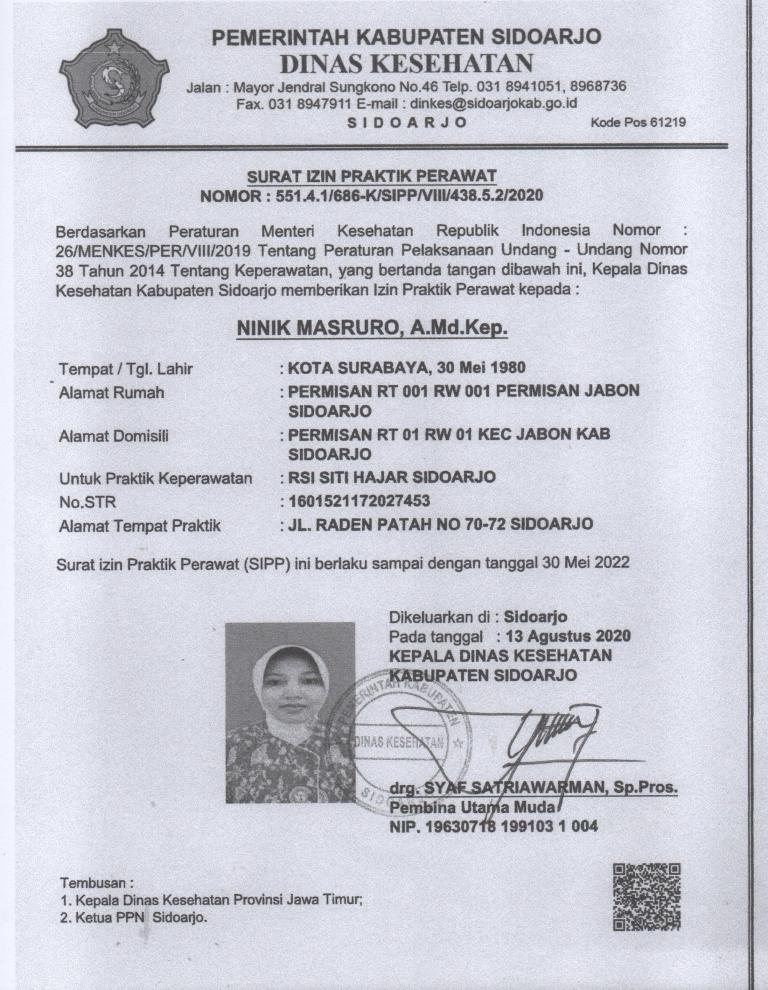 PEMERINTAH KABUPATEN SIDOARJO
DINAS KESEHATAN
Jalan : Mayor Jendral Sungkono No.46 Telp. 031 8941051, 8968736
Fax. 031 8947911 E-mail : dinkes@sidoarjokab.go.id
S I D O A R J O
Kode Pos 61219
SURAT IZIN PRAKTIK PERAWAT
NOMOR : 551.4.1/686-K/SIPP/VIII/438.5.2/2020
Berdasarkan Peraturan Menteri Kesehatan Republik Indonesia Nomor :
26/MENKES/PER/VIII/2019 Tentang Peraturan Pelaksanaan Undang - Undang Nomor
38 Tahun 2014 Tentang Keperawatan, yang bertanda tangan dibawah ini, Kepala Dinas
Kesehatan Kabupaten Sidoarjo memberikan Izin Praktik Perawat kepada :
NINIK MASRURO, A.Md.Kep.
Tempat / Tgl. Lahir : KOTA SURABAYA, 30 Mei 1980
Alamat Rumah : PERMISAN RT 001 RW 001 PERMISAN JABON
SIDOARJO
Alamat Domisili : PERMISAN RT 01 RW 01 KEC JABON KAB
SIDOARJO
Untuk Praktik Keperawatan : RSI SITI HAJAR SIDOARJO
No.STR : 1601521172027453
Alamat Tempat Praktik : JL. RADEN PATAH NO 70-72 SIDOARJO
Surat izin Praktik Perawat (SIPP) ini berlaku sampai dengan tanggal 30 Mei 2022
Dikeluarkan di : Sidoarjo
Pada tanggal : 13 Agustus 2020
KEPALA DINAS KESEHATAN
KABUPATEN SIDOARJO
PEMERINTAH KABUPATEN
DINAS KESEHATAN
SIDOARJO
drg. SYAF SATRIAWARMAN, Sp.Pros.
Pembina Utama Muda
NIP. 19630718 199103 1 004
Tembusan :
1. Kepala Dinas Kesehatan Provinsi Jawa Timur;
2. Ketua PPN Sidoarjo.